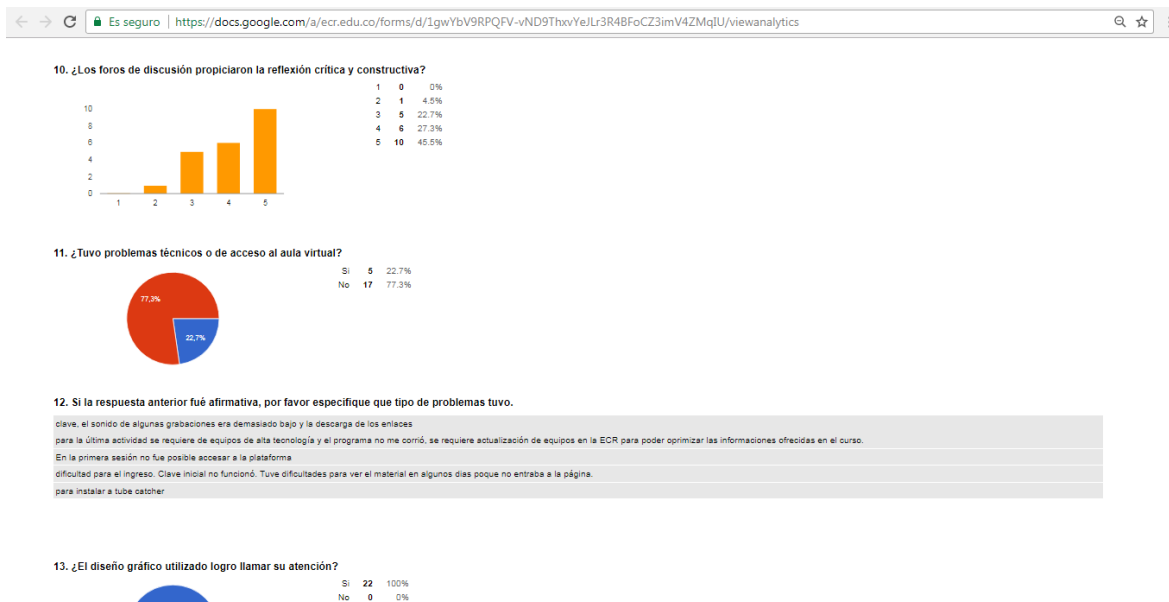 Es seguro | https://docs.google.com/a/ecr.edu.co/forms/d/1gwYbV9RPQFV-vND9ThxvYeJLr3R4BFoCZ3imV4ZMqIU/viewanalytics
10. ¿Los foros de discusión propiciaron la reflexión crítica y constructiva?
1 0 0%
2 1 4.5%
3 5 22.7%
4 6 27.3%
5 10 45.5%
10
8
6
4
2
0
1 2 3 4 5
11. ¿Tuvo problemas técnicos o de acceso al aula virtual?
Si 5 22.7%
No 17 77.3%
77,3%
22,7%
12. Si la respuesta anterior fué afirmativa, por favor especifique que tipo de problemas tuvo.
clave, el sonido de algunas grabaciones era demasiado bajo y la descarga de los enlaces
para la última actividad se requiere de equipos de alta tecnología y el programa no me corrió, se requiere actualización de equipos en la ECR para poder oprimizar las informaciones ofrecidas en el curso.
En la primera sesión no fue posible accesar a la plataforma
dificultad para el ingreso. Clave inicial no funcionó. Tuve dificultades para ver el material en algunos dias poque no entraba a la página.
para instalar a tube catcher
13. ¿El diseño gráfico utilizado logro llamar su atención?
Si 22 100%
No 0 0%